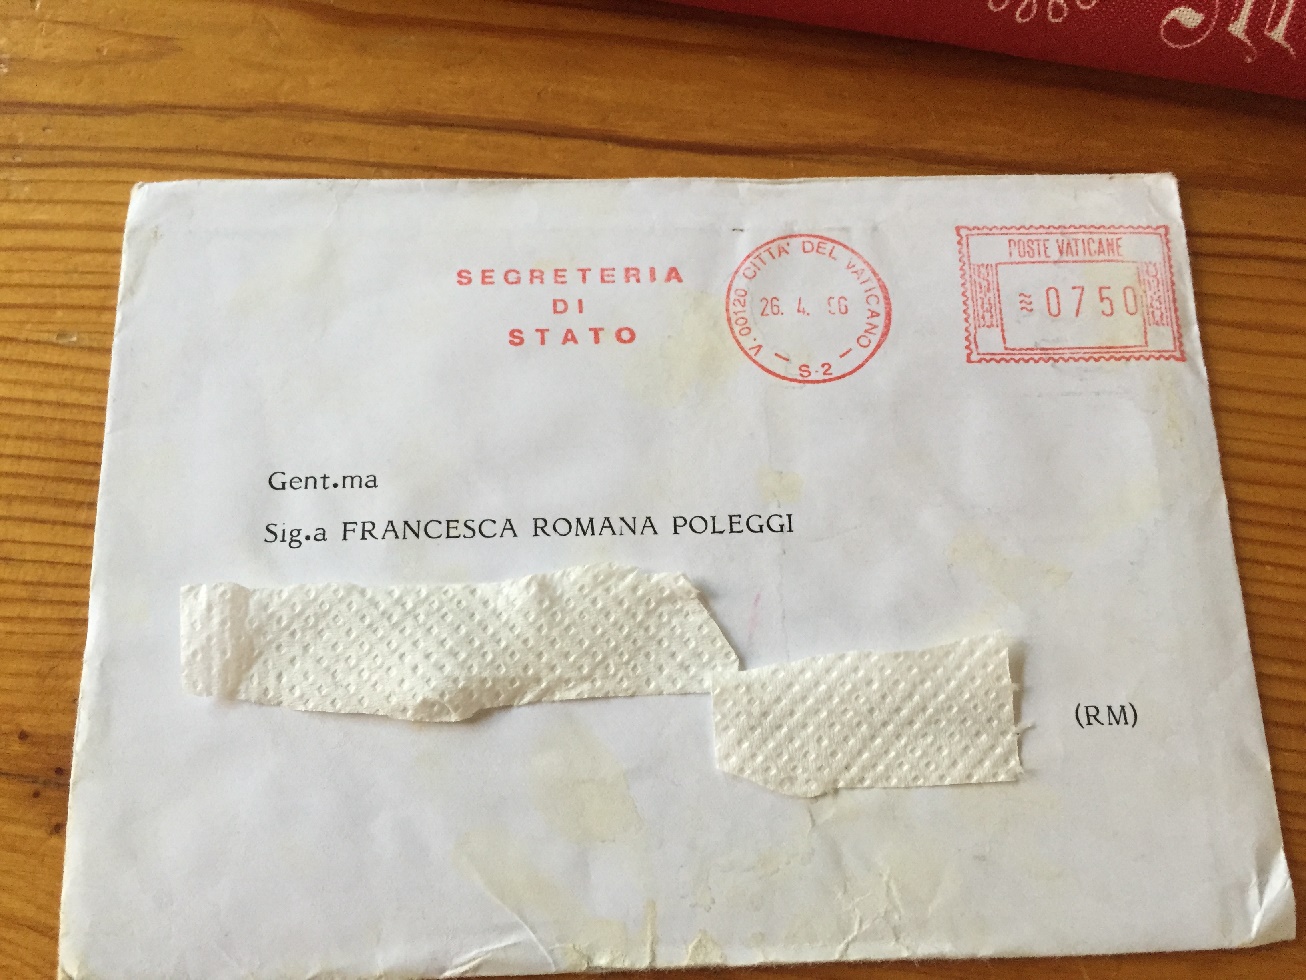 SEGRETERIA
DI
STATO
V-00120 CITTA' DEL VATICANO
26. 4.
S-2
POSTE VATICANE
≋0750
Gent.ma
Sig.a FRANCESCA ROMANA POLEGGI
(RM)